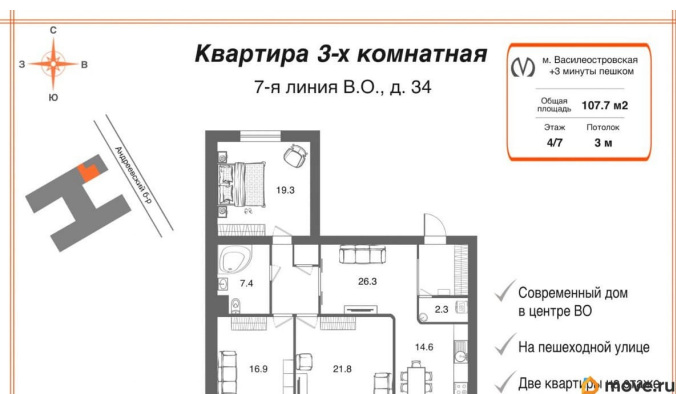 С
З
В
Ю
Квартира 3-х комнатная
7-я линия В.О., д. 34
м. Василеостровская
+3 минуты пешком
Общая
площадь 107.7 м2
Этаж Потолок
4/7 3 м
Андреевский б-р
19.3
7.4
26.3
2.3
14.6
16.9
21.8
Современный дом
в центре ВО
На пешеходной улице
Две квартиры на этаже
move.ru